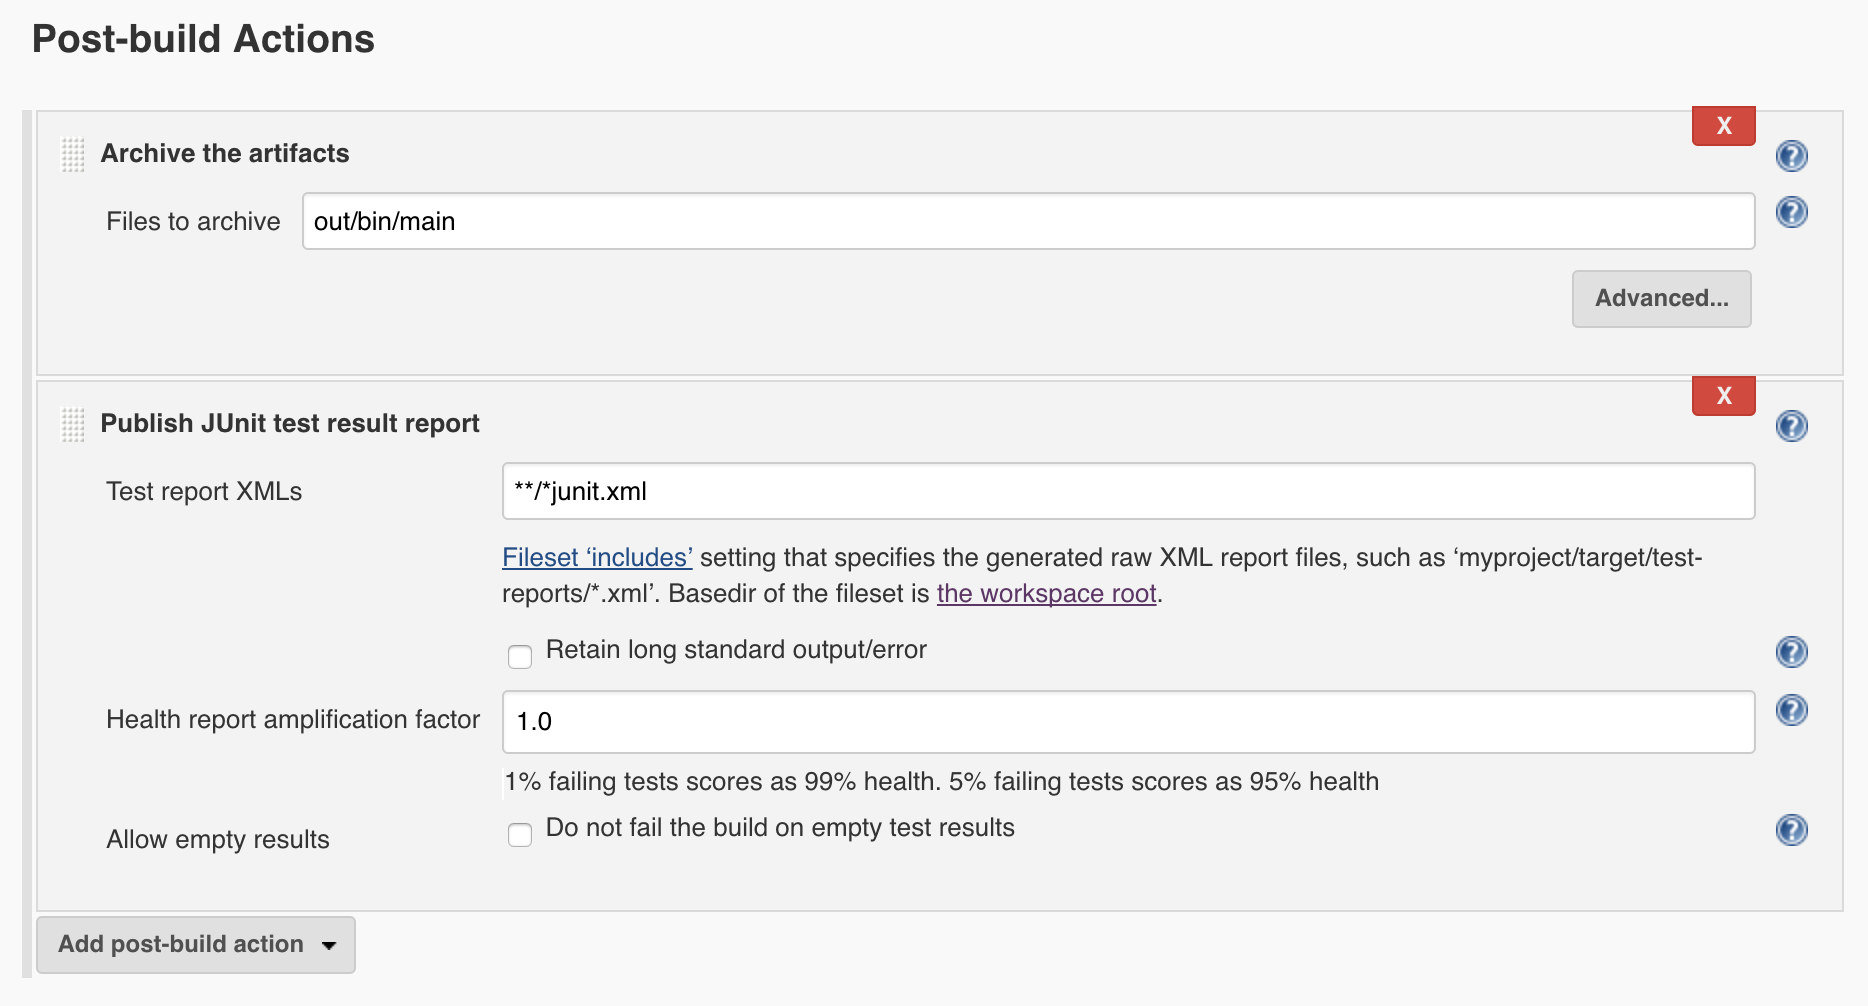 Post-build Actions
X
Archive the artifacts
Files to archive out/bin/main
Advanced...
X
Publish JUnit test result report
Test report XMLs **/*junit.xml
Fileset ‘includes’ setting that specifies the generated raw XML report files, such as ‘myproject/target/test-
reports/*.xml’. Basedir of the fileset is the workspace root.
Retain long standard output/error
Health report amplification factor 1.0
1% failing tests scores as 99% health. 5% failing tests scores as 95% health
Allow empty results Do not fail the build on empty test results
Add post-build action